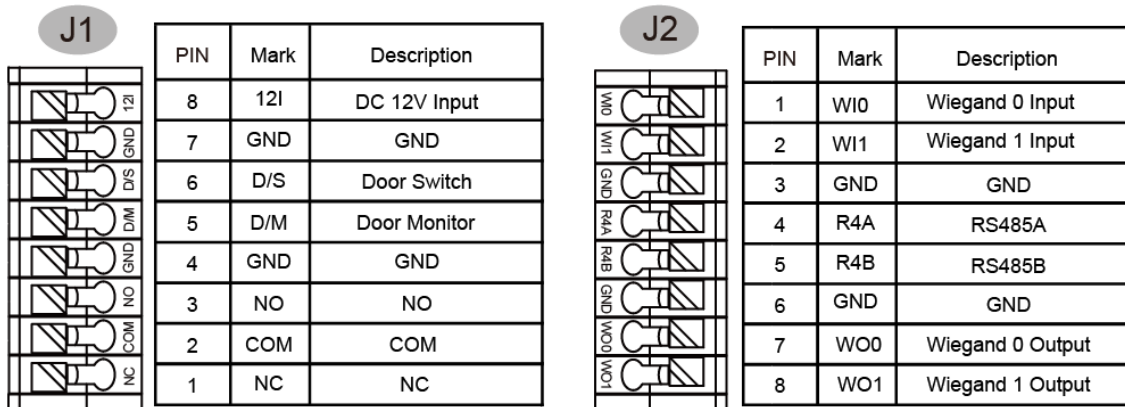 J1
12I
GND
D/S
D/M
GND
NO
COM
NC
PIN Mark Description
8 12I DC 12V Input
7 GND GND
6 D/S Door Switch
5 D/M Door Monitor
4 GND GND
3 NO NO
2 COM COM
1 NC NC
J2
WI0
WI1
GND
R4A
R4B
GND
WO0
WO1
PIN Mark Description
1 WI0 Wiegand 0 Input
2 WI1 Wiegand 1 Input
3 GND GND
4 R4A RS485A
5 R4B RS485B
6 GND GND
7 WO0 Wiegand 0 Output
8 WO1 Wiegand 1 Output